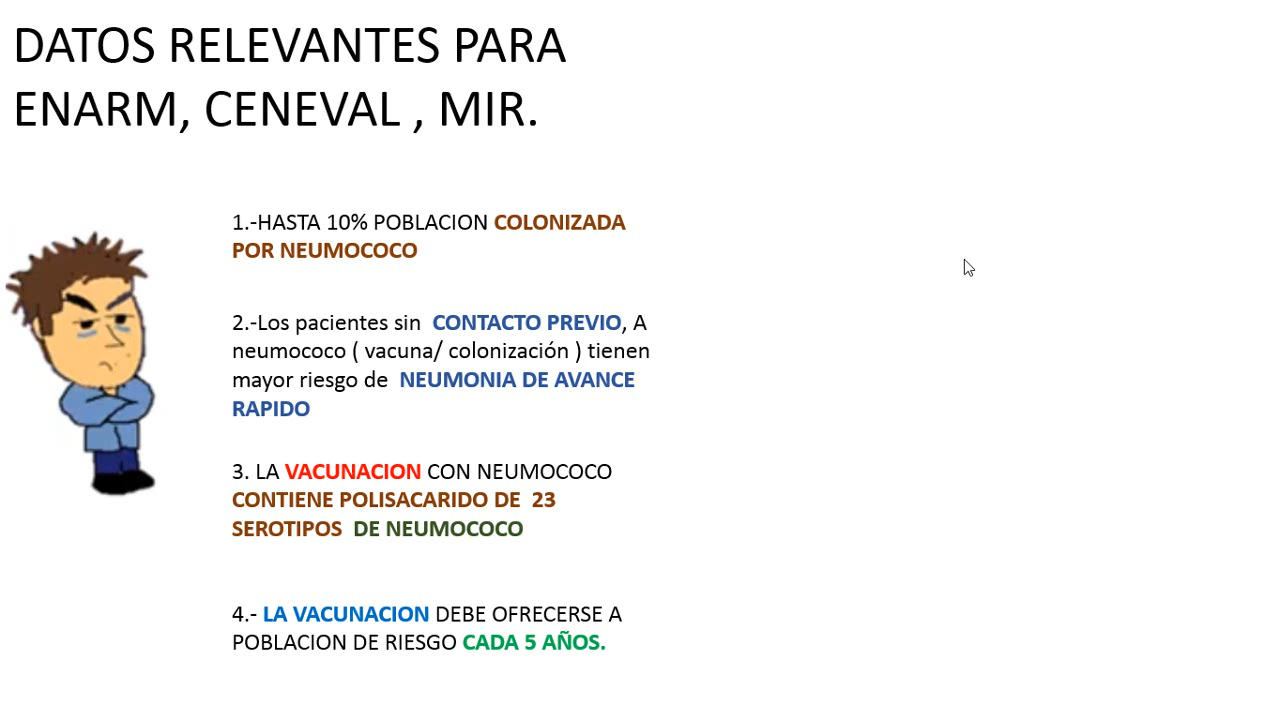 DATOS RELEVANTES PARA
ENARM, CENEVAL , MIR.
1.-HASTA 10% POBLACION COLONIZADA
POR NEUMOCOCO
2.-Los pacientes sin CONTACTO PREVIO, A
neumococo ( vacuna/ colonización ) tienen
mayor riesgo de NEUMONIA DE AVANCE
RAPIDO
3. LA VACUNACION CON NEUMOCOCO
CONTIENE POLISACARIDO DE 23
SEROTIPOS DE NEUMOCOCO
4.- LA VACUNACION DEBE OFRECERSE A
POBLACION DE RIESGO CADA 5 AÑOS.